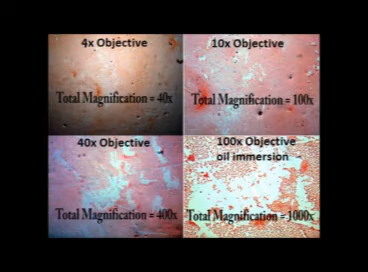 4x Objective
Total Magnification = 40x
10x Objective
Total Magnification = 100x
40x Objective
Total Magnification = 400x
100x Objective
oil immersion
Total Magnification = 1000x